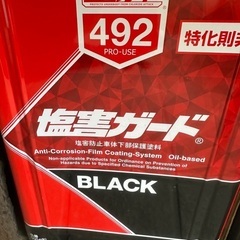 492
PRO-USE
特化則非
塩害ガード®
塩害防止車体下部保護塗料
Anti-Corrosion-Film Coating-System Oil-based
Non-applicable Products for Ordinance on Prevention of
Hazards due to Specified Chemical Substances
BLACK